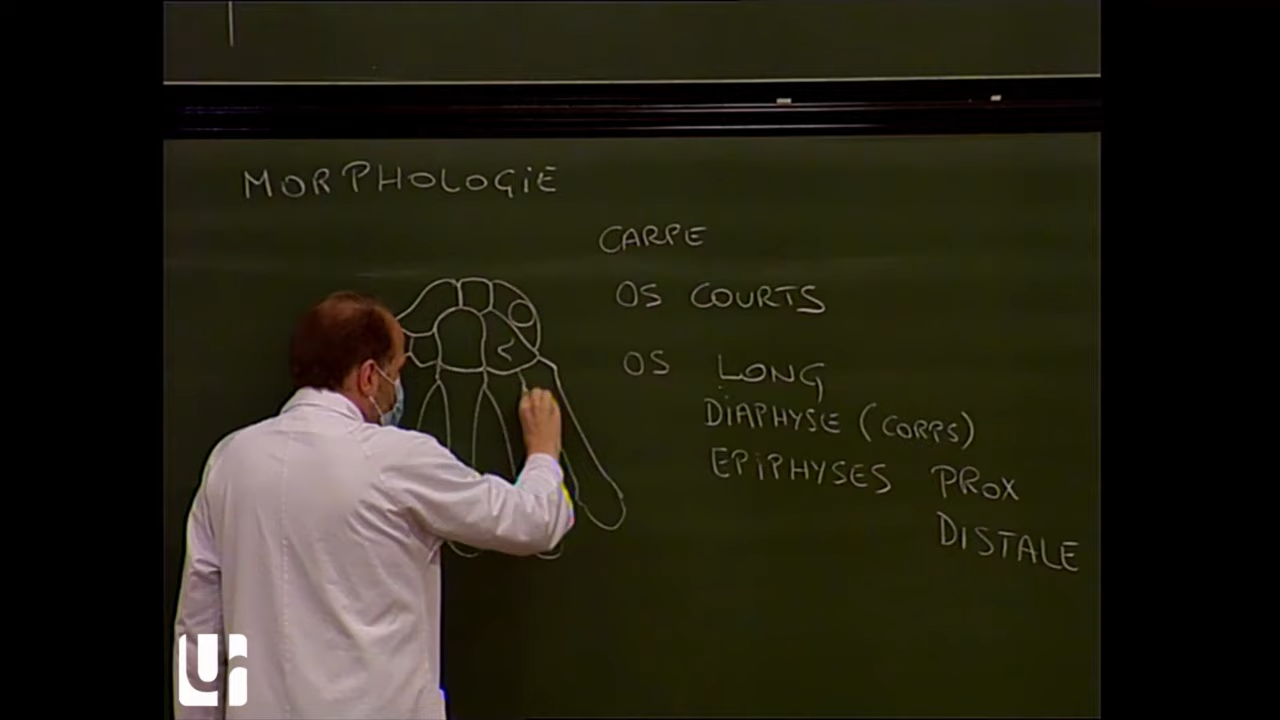 MORPHOLOGiE
CARPE
OS COURTS
OS LONG
DiAPHYSE (CORPS)
EPiPHYSES PROX
DISTALE